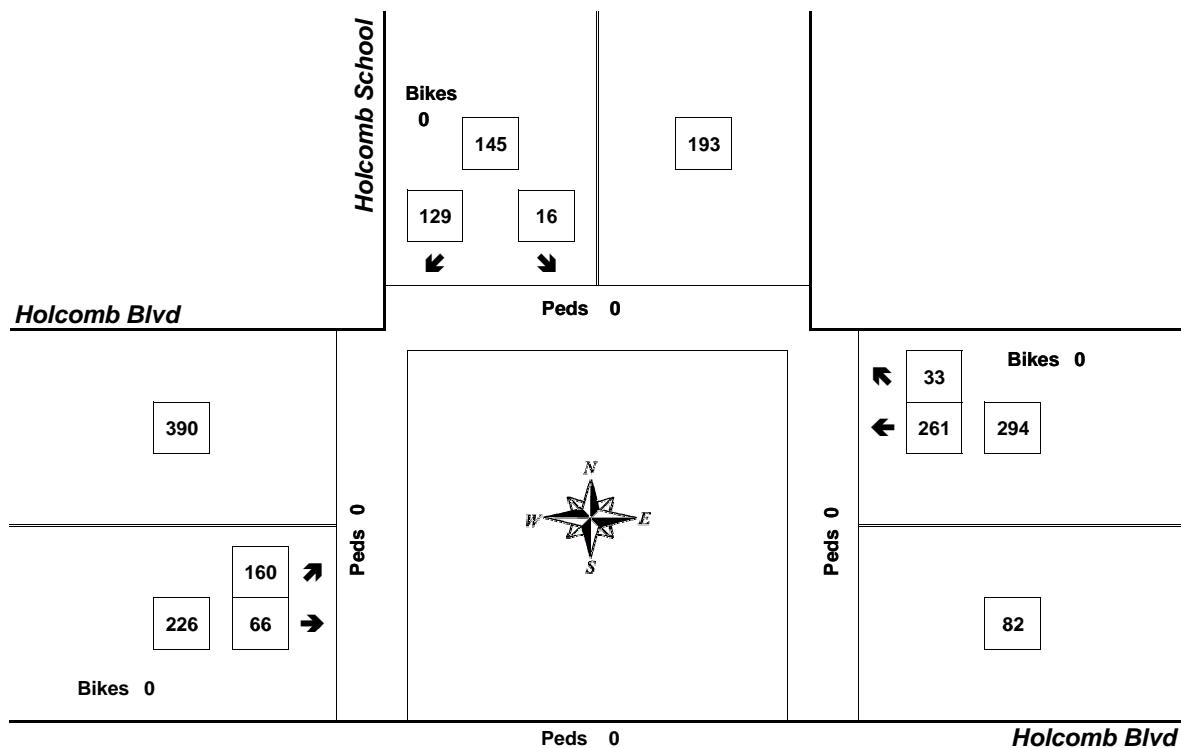 Holcomb School
Bikes
0
145
193
129
16
Peds 0
Holcomb Blvd
33
Bikes 0
390
261
294
N
W
E
S
Peds 0
Peds 0
160
226
66
82
Bikes 0
Peds 0
Holcomb Blvd